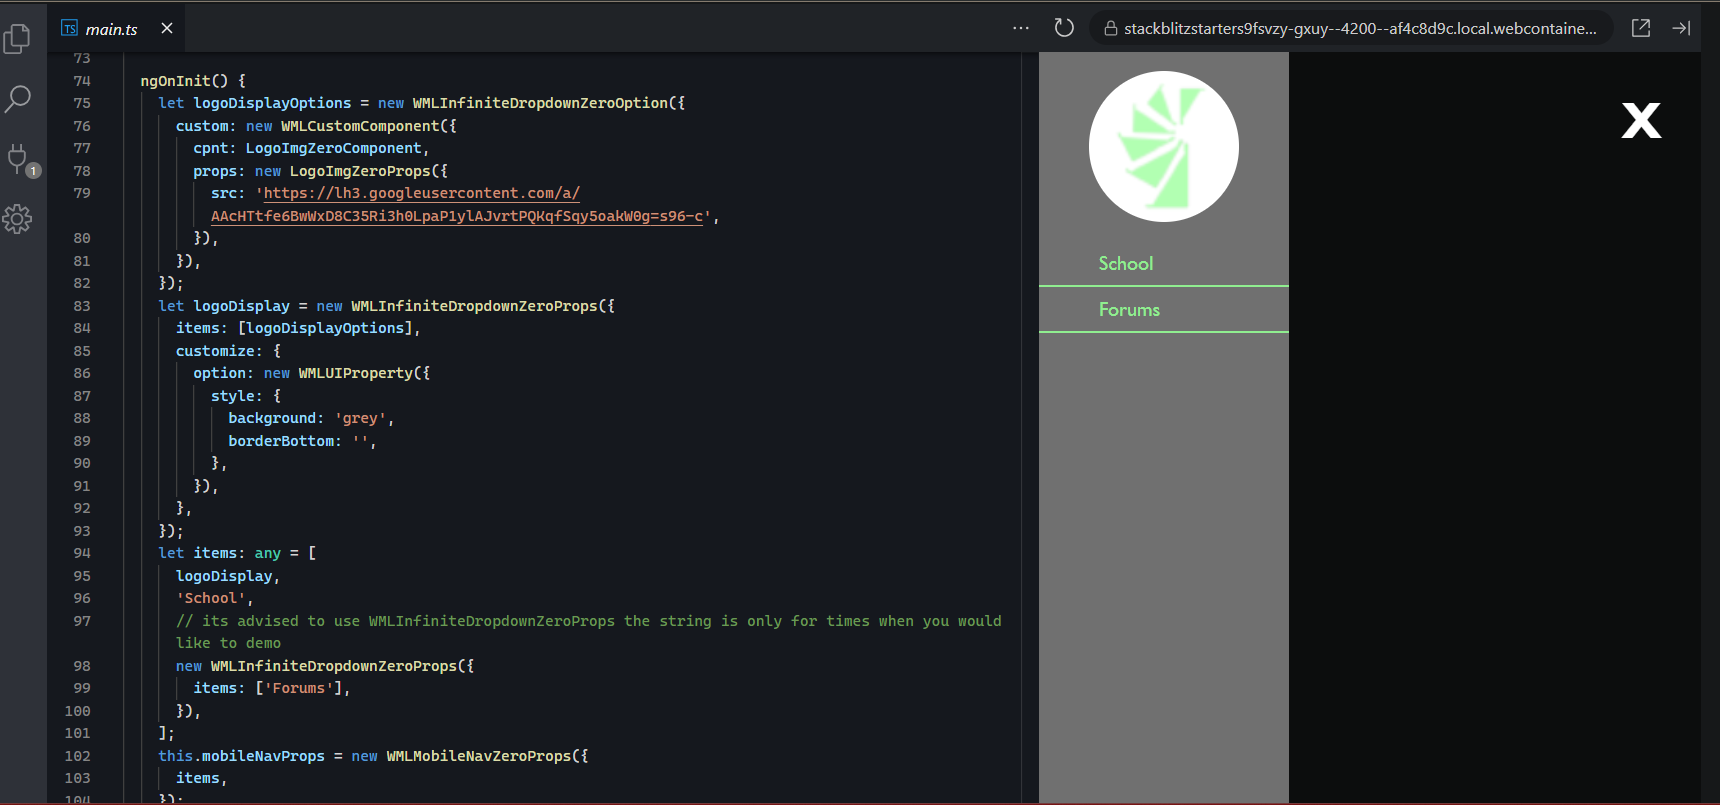 TS main.ts
stackblitzstarters9fsvzy-gxuy--4200--af4c8d9c.local.webcontaine...
1
73
74 ngOnInit() {
75 let logoDisplayOptions = new WMLInfiniteDropdownZeroOption({
76 custom: new WMLCustomComponent({
77 cpnt: LogoImgZeroComponent,
78 props: new LogoImgZeroProps({
79 src: 'https://lh3.googleusercontent.com/a/
AAcHTtfe6BwWxD8C35Ri3h0LpaP1ylAJvrtPQKqfSqy5oakW0g=s96-c',
80 }),
81 }),
82 });
83 let logoDisplay = new WMLInfiniteDropdownZeroProps({
84 items: [logoDisplayOptions],
85 customize: {
86 option: new WMLUIProperty({
87 style: {
88 background: 'grey',
89 borderBottom: '',
90 },
91 }),
92 },
93 });
94 let items: any = [
95 logoDisplay,
96 'School',
97 // its advised to use WMLInfiniteDropdownZeroProps the string is only for times when you would
like to demo
98 new WMLInfiniteDropdownZeroProps({
99 items: ['Forums'],
100 }),
101 ];
102 this.mobileNavProps = new WMLMobileNavZeroProps({
103 items,
104 });
School
Forums
X